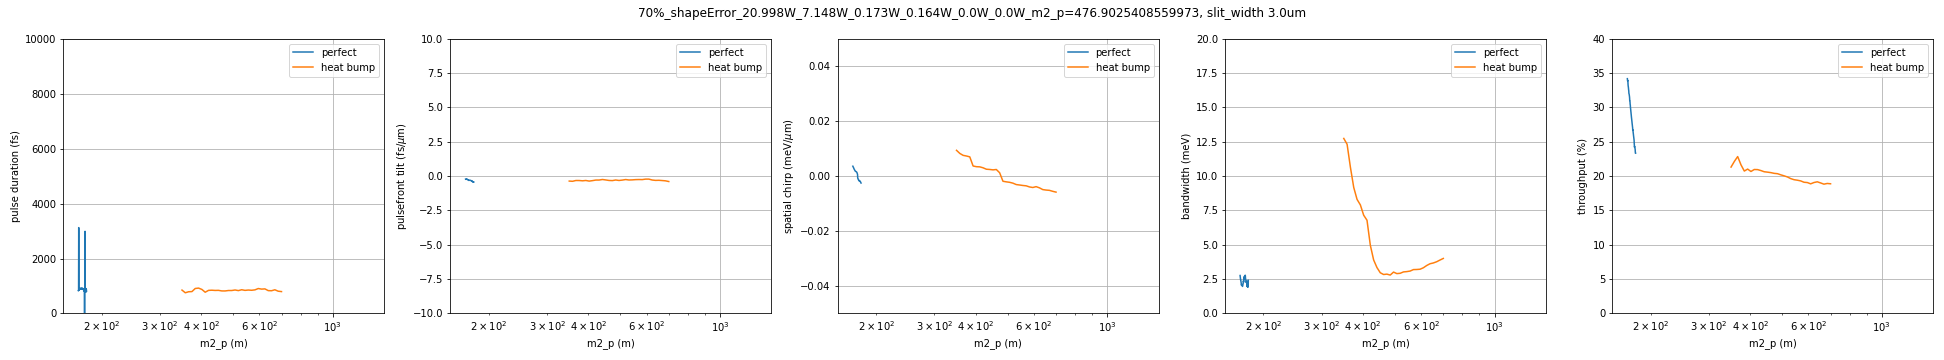 70%_shapeError_20.998W_7.148W_0.173W_0.164W_0.0W_0.0W_m2_p=476.9025408559973, slit_width 3.0um
pulse duration (fs)
10000
8000
6000
4000
2000
0
perfect
heat bump
2 × 10²
3 × 10²
4 × 10²
6 × 10²
10³
m2_p (m)
pulsefront tilt (fs/μm)
10.0
7.5
5.0
2.5
0.0
−2.5
−5.0
−7.5
−10.0
perfect
heat bump
2 × 10²
3 × 10²
4 × 10²
6 × 10²
10³
m2_p (m)
spatial chirp (meV/μm)
0.04
0.02
0.00
−0.02
−0.04
perfect
heat bump
2 × 10²
3 × 10²
4 × 10²
6 × 10²
10³
m2_p (m)
bandwidth (meV)
20.0
17.5
15.0
12.5
10.0
7.5
5.0
2.5
0.0
perfect
heat bump
2 × 10²
3 × 10²
4 × 10²
6 × 10²
10³
m2_p (m)
throughput (%)
40
35
30
25
20
15
10
5
0
perfect
heat bump
2 × 10²
3 × 10²
4 × 10²
6 × 10²
10³
m2_p (m)